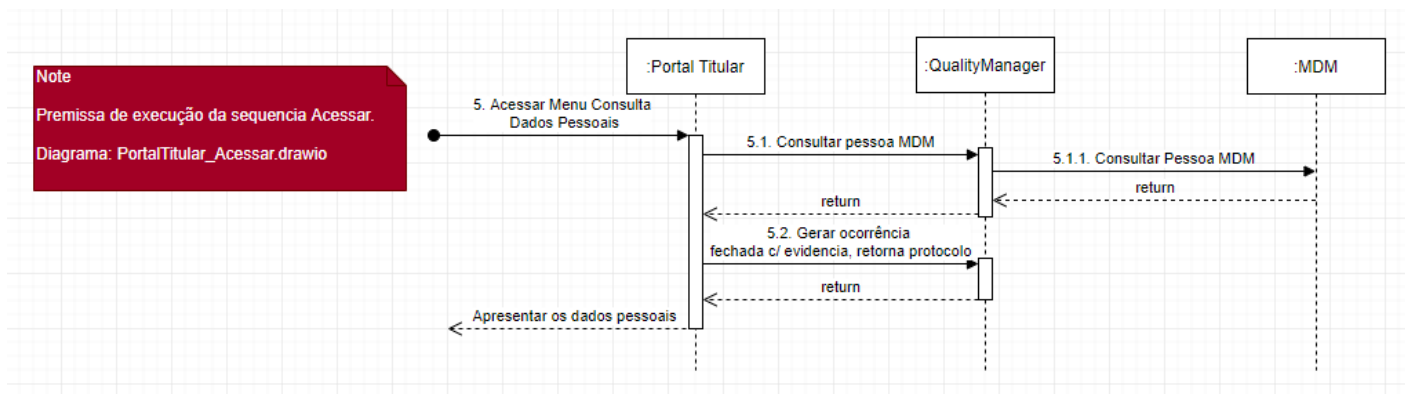 Note
Premissa de execução da sequencia Acessar.
Diagrama: PortalTitular_Acessar.drawio
:Portal Titular
:QualityManager
:MDM
5. Acessar Menu Consulta
Dados Pessoais
5.1. Consultar pessoa MDM
5.1.1. Consultar Pessoa MDM
return
return
5.2. Gerar ocorrência
fechada c/ evidencia, retorna protocolo
return
Apresentar os dados pessoais